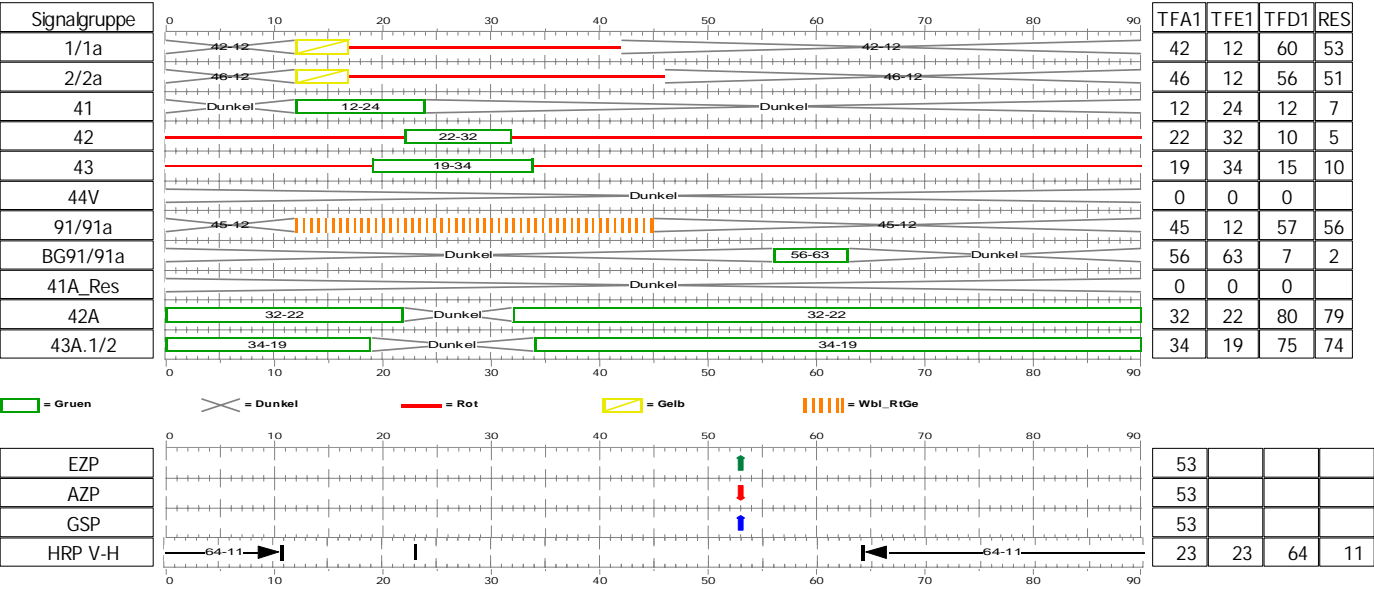 Signalgruppe 0 10 20 30 40 50 60 70 80 90 TFA1 TFE1 TFD1 RES
1/1a 42-12 42-12 42 12 60 53
2/2a 46-12 46-12 46 12 56 51
41 Dunkel 12-24 Dunkel 12 24 12 7
42 22-32 22 32 10 5
43 19-34 19 34 15 10
44V Dunkel 0 0 0
91/91a 45-12 45-12 45 12 57 56
BG91/91a Dunkel 56-63 Dunkel 56 63 7 2
41A_Res Dunkel 0 0 0
42A 32-22 Dunkel 32-22 32 22 80 79
43A.1/2 34-19 Dunkel 34-19 34 19 75 74
0 10 20 30 40 50 60 70 80 90
= Gruen = Dunkel = Rot = Gelb = Wbl_RtGe
0 10 20 30 40 50 60 70 80 90
EZP 53
AZP 53
GSP 53
HRP V-H 64-11 64-11 23 23 64 11
0 10 20 30 40 50 60 70 80 90